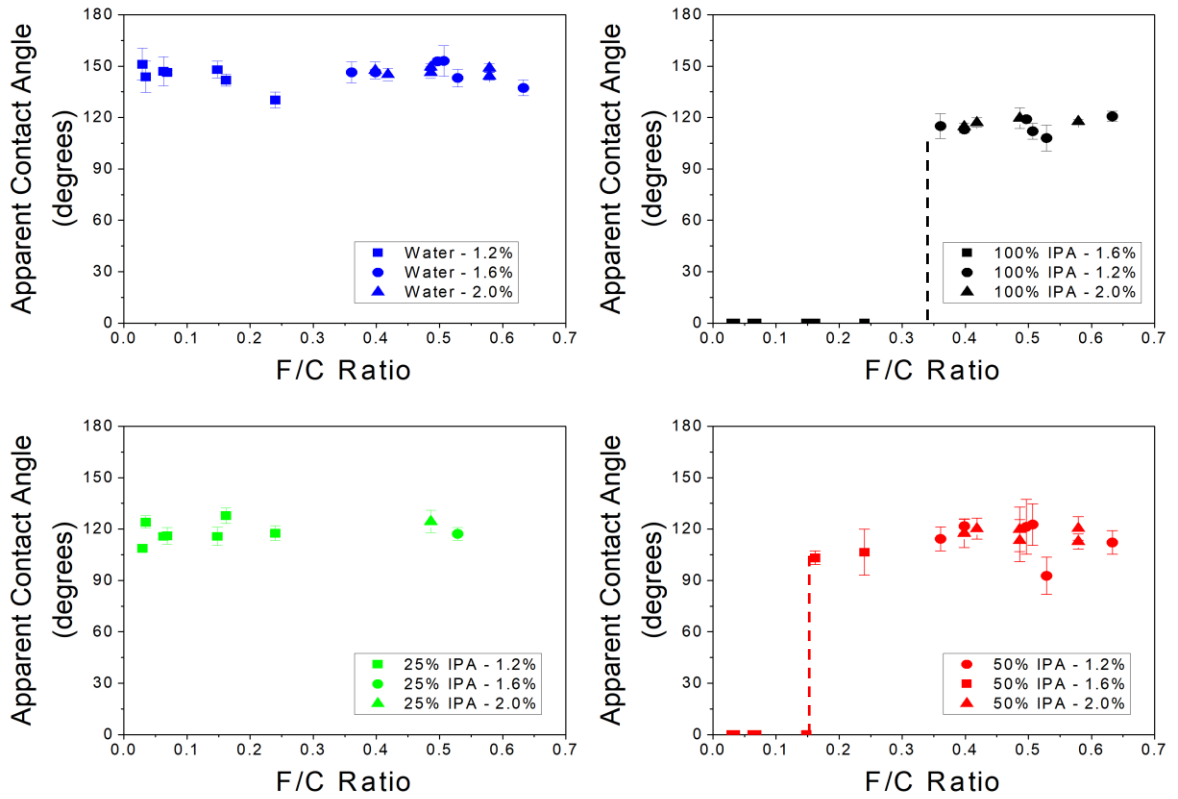 180
150
120
90
60
30
0
Apparent Contact Angle
(degrees)
Water - 1.2%
Water - 1.6%
Water - 2.0%
0.0 0.1 0.2 0.3 0.4 0.5 0.6 0.7
F/C Ratio
180
150
120
90
60
30
0
Apparent Contact Angle
(degrees)
100% IPA - 1.6%
100% IPA - 1.2%
100% IPA - 2.0%
0.0 0.1 0.2 0.3 0.4 0.5 0.6 0.7
F/C Ratio
180
150
120
90
60
30
0
Apparent Contact Angle
(degrees)
25% IPA - 1.2%
25% IPA - 1.6%
25% IPA - 2.0%
0.0 0.1 0.2 0.3 0.4 0.5 0.6 0.7
F/C Ratio
180
150
120
90
60
30
0
Apparent Contact Angle
(degrees)
50% IPA - 1.2%
50% IPA - 1.6%
50% IPA - 2.0%
0.0 0.1 0.2 0.3 0.4 0.5 0.6 0.7
F/C Ratio